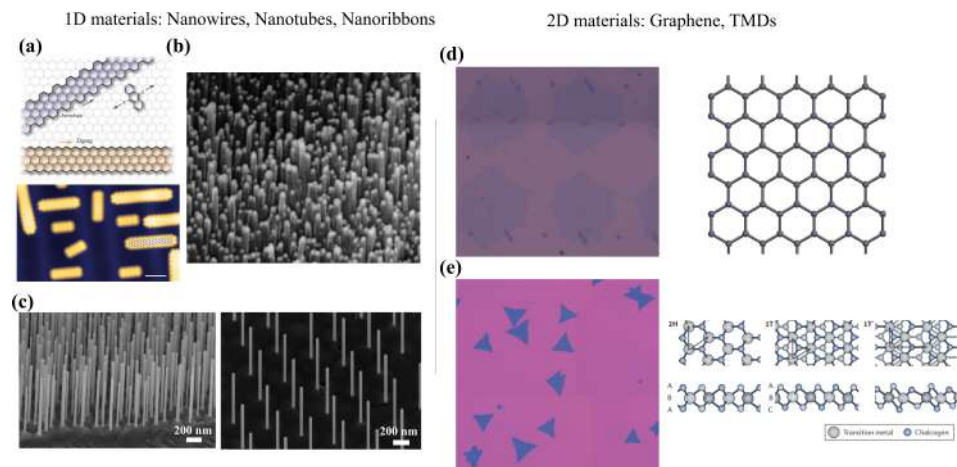 1D materials: Nanowires, Nanotubes, Nanoribbons
2D materials: Graphene, TMDs
(a)
(b)
(d)
Zigzag
(c)
(e)
200 nm
200 nm
2H
1T
1T'
A
B
A
A
B
C
Transition metal
Chalcogen